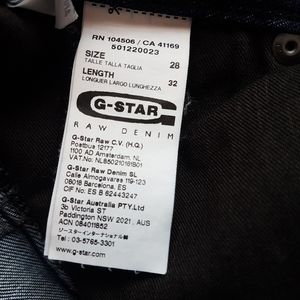 RN 104506 / CA 41169
501220023
SIZE 28
TAILLE TALLA TAGLIA
LENGTH 32
LONGUER LARGO LUNGHEZZA
G-STAR
RAW DENIM
G-Star Raw C.V. (H.Q.)
Postbus 12177
1100 AD Amsterdam, NL
VAT.No: NL850210161B01
G-Star Raw Denim SL
Calle Almogavares 119-123
08018 Barcelona, ES
CIF No: ES B 62443247
G-Star Australia PTY.Ltd
3b Victoria ST
Paddington NSW 2021, AUS
ACN 084011852
ジースターインターナショナル㈱
Tel : 03-5765-3301
www.g-star.com